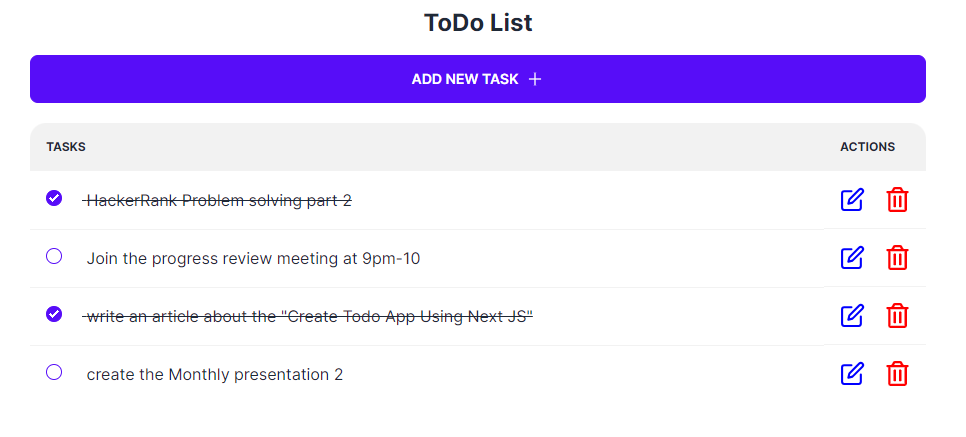 ToDo List
ADD NEW TASK +
TASKS ACTIONS
HackerRank Problem solving part 2
Join the progress review meeting at 9pm-10
write an article about the "Create Todo App Using Next JS"
create the Monthly presentation 2